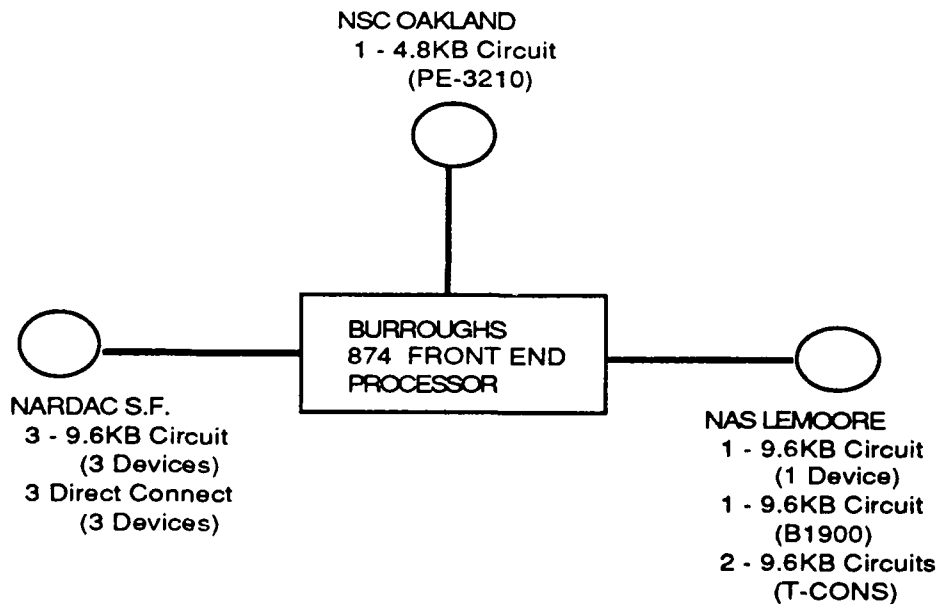 NSC OAKLAND
1 - 4.8KB Circuit
(PE-3210)
BURROUGHS
874 FRONT END
PROCESSOR
NARDAC S.F.
3 - 9.6KB Circuit
(3 Devices)
3 Direct Connect
(3 Devices)
NAS LEMOORE
1 - 9.6KB Circuit
(1 Device)
1 - 9.6KB Circuit
(B1900)
2 - 9.6KB Circuits
(T-CONS)